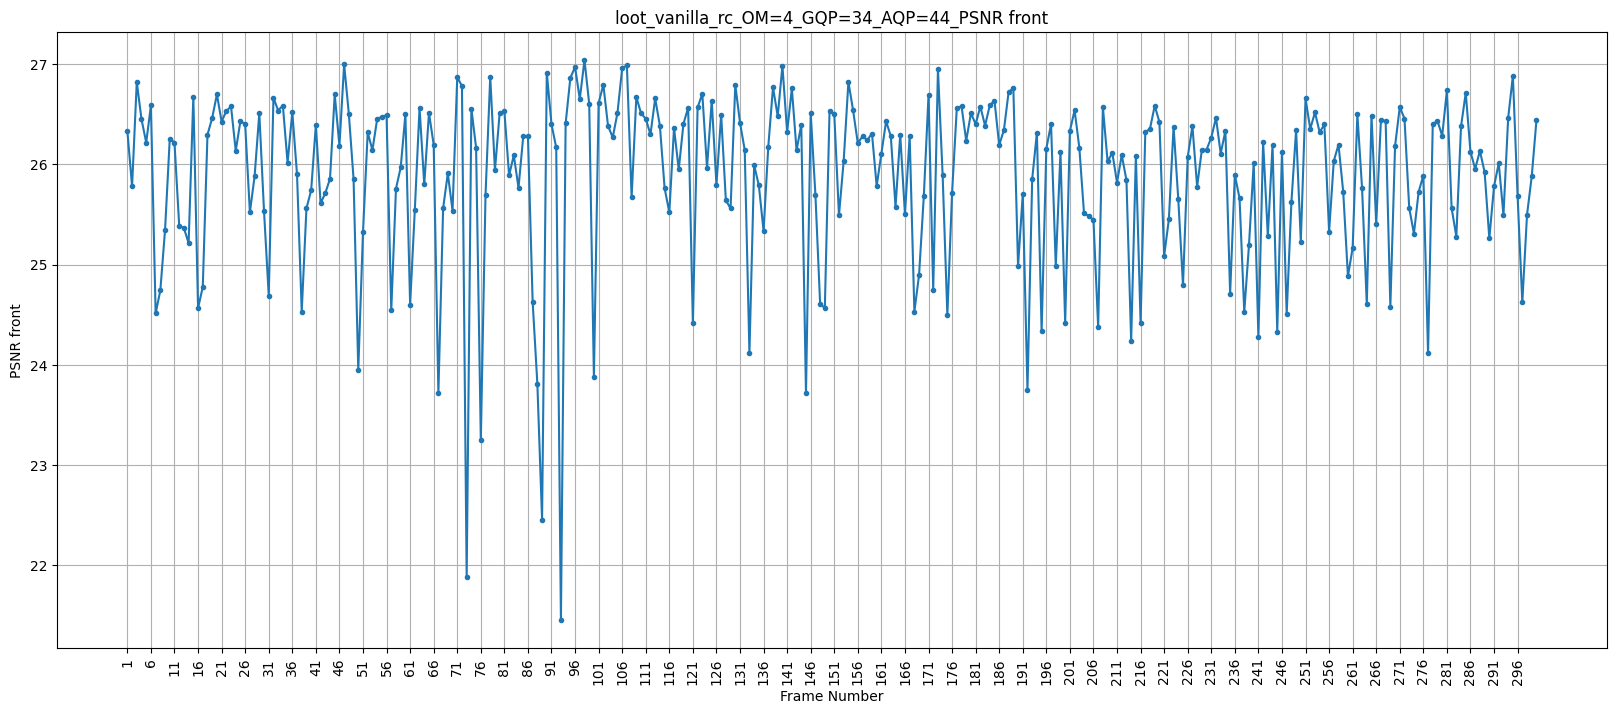 loot_vanilla_rc_OM=4_GQP=34_AQP=44_PSNR front
PSNR front
27
26
25
24
23
22
1 6 11 16 21 26 31 36 41 46 51 56 61 66 71 76 81 86 91 96 101 106 111 116 121 126 131 136 141 146 151 156 161 166 171 176 181 186 191 196 201 206 211 216 221 226 231 236 241 246 251 256 261 266 271 276 281 286 291 296
Frame Number